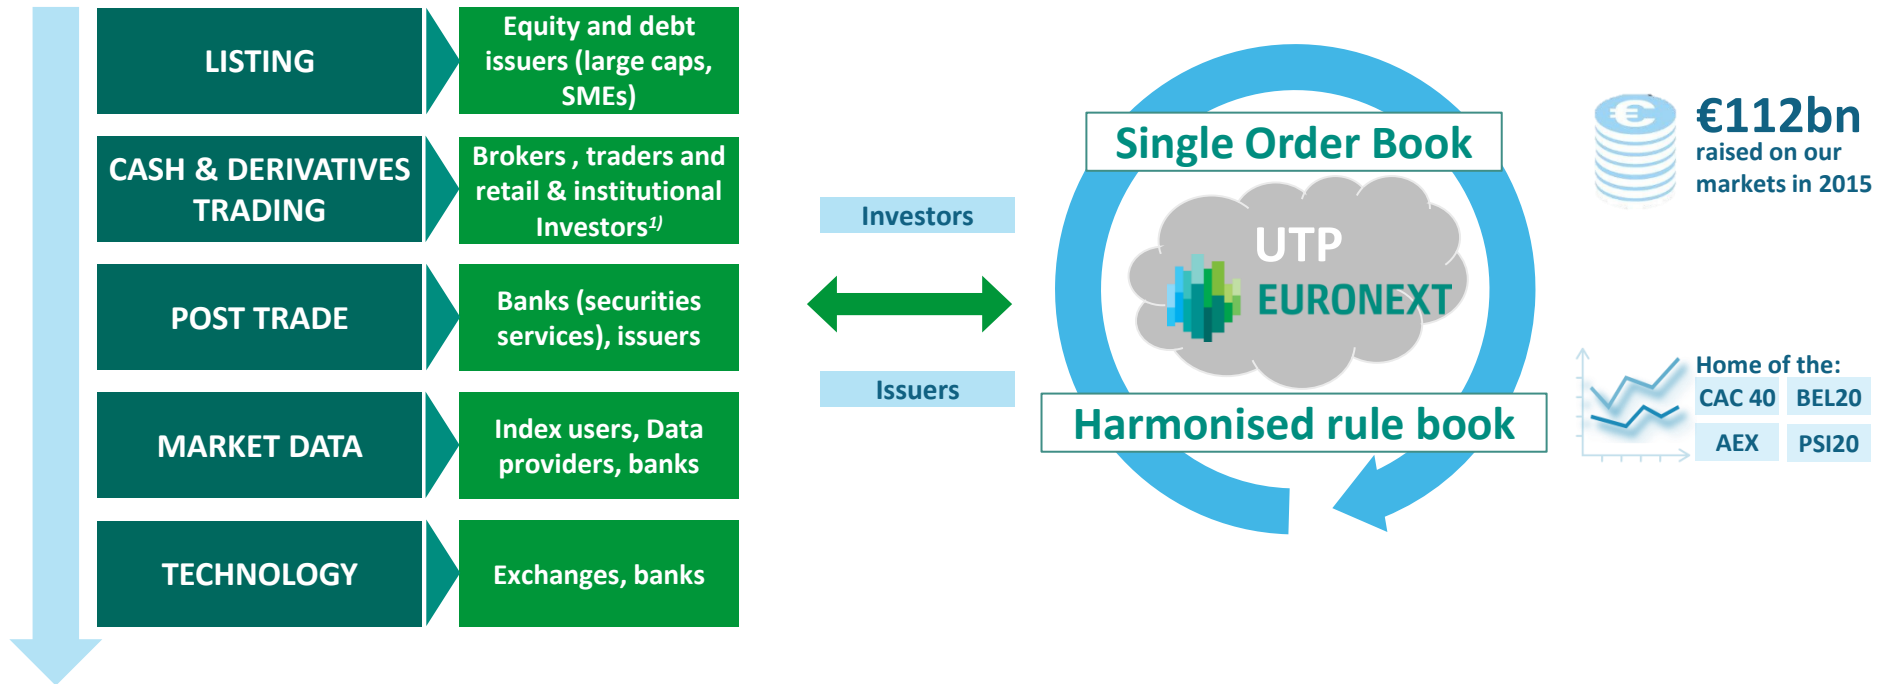 LISTING
Equity and debt
issuers (large caps,
SMEs)
CASH & DERIVATIVES
TRADING
Brokers , traders and
retail & institutional
Investors1)
POST TRADE
Banks (securities
services), issuers
MARKET DATA
Index users, Data
providers, banks
TECHNOLOGY
Exchanges, banks
Investors
Issuers
Single Order Book
UTP
EURONEXT
Harmonised rule book
€
€112bn
raised on our
markets in 2015
Home of the:
CAC 40
BEL20
AEX
PSI20